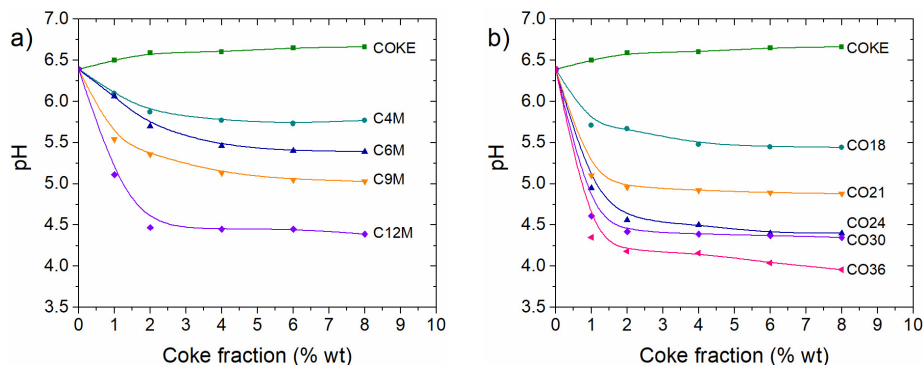 a)
7.0
6.5
6.0
5.5
5.0
4.5
4.0
3.5
pH
0 1 2 3 4 5 6 7 8 9 10
Coke fraction (% wt)
COKE
C4M
C6M
C9M
C12M
b)
7.0
6.5
6.0
5.5
5.0
4.5
4.0
3.5
pH
0 1 2 3 4 5 6 7 8 9 10
Coke fraction (% wt)
COKE
CO18
CO21
CO24
CO30
CO36